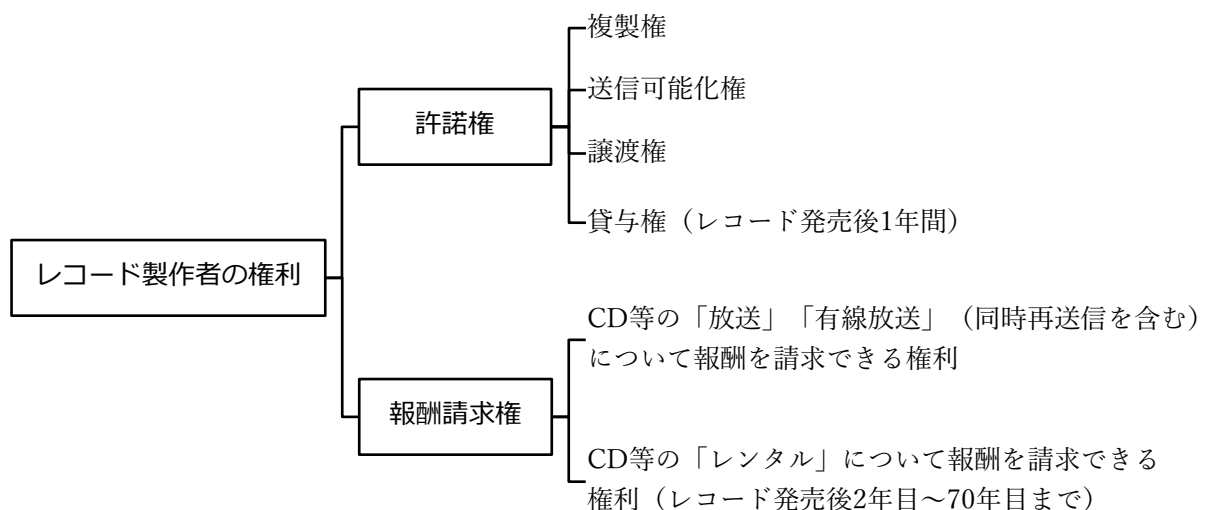 複製権
送信可能化権
許諾権
譲渡権
貸与権（レコード発売後1年間）
レコード製作者の権利
CD等の「放送」「有線放送」（同時再送信を含む）
について報酬を請求できる権利
報酬請求権
CD等の「レンタル」について報酬を請求できる
権利（レコード発売後2年目～70年目まで）